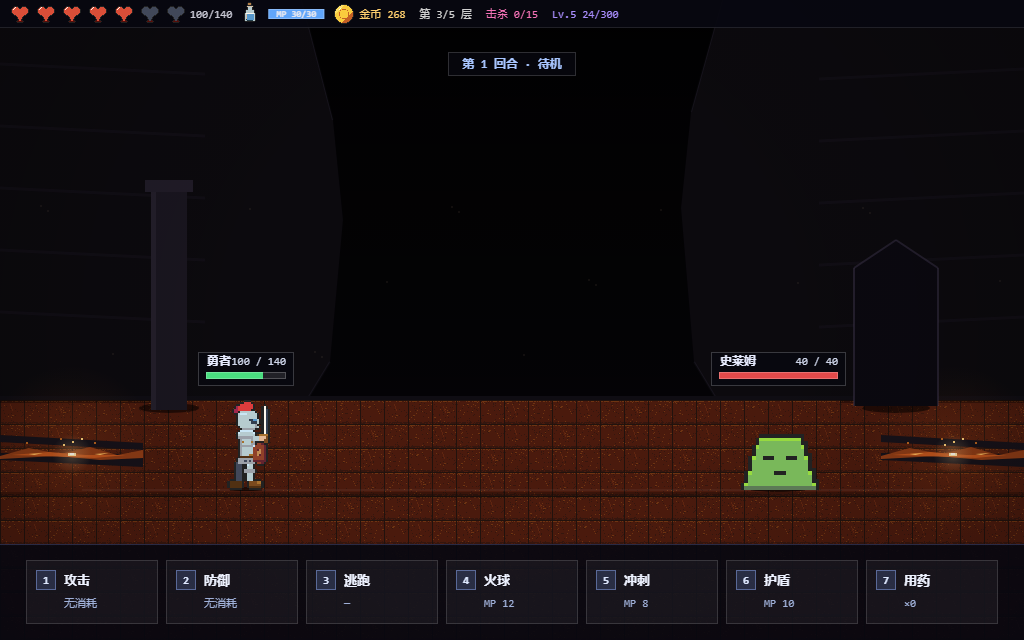 100/140 MP 30/30 金币 268 第 3/5 层 击杀 0/15 Lv.5 24/300
第 1 回合 · 待机
勇者100 / 140
史莱姆 40 / 40
1 攻击
无消耗
2 防御
无消耗
3 逃跑
—
4 火球
MP 12
5 冲刺
MP 8
6 护盾
MP 10
7 用药
×0